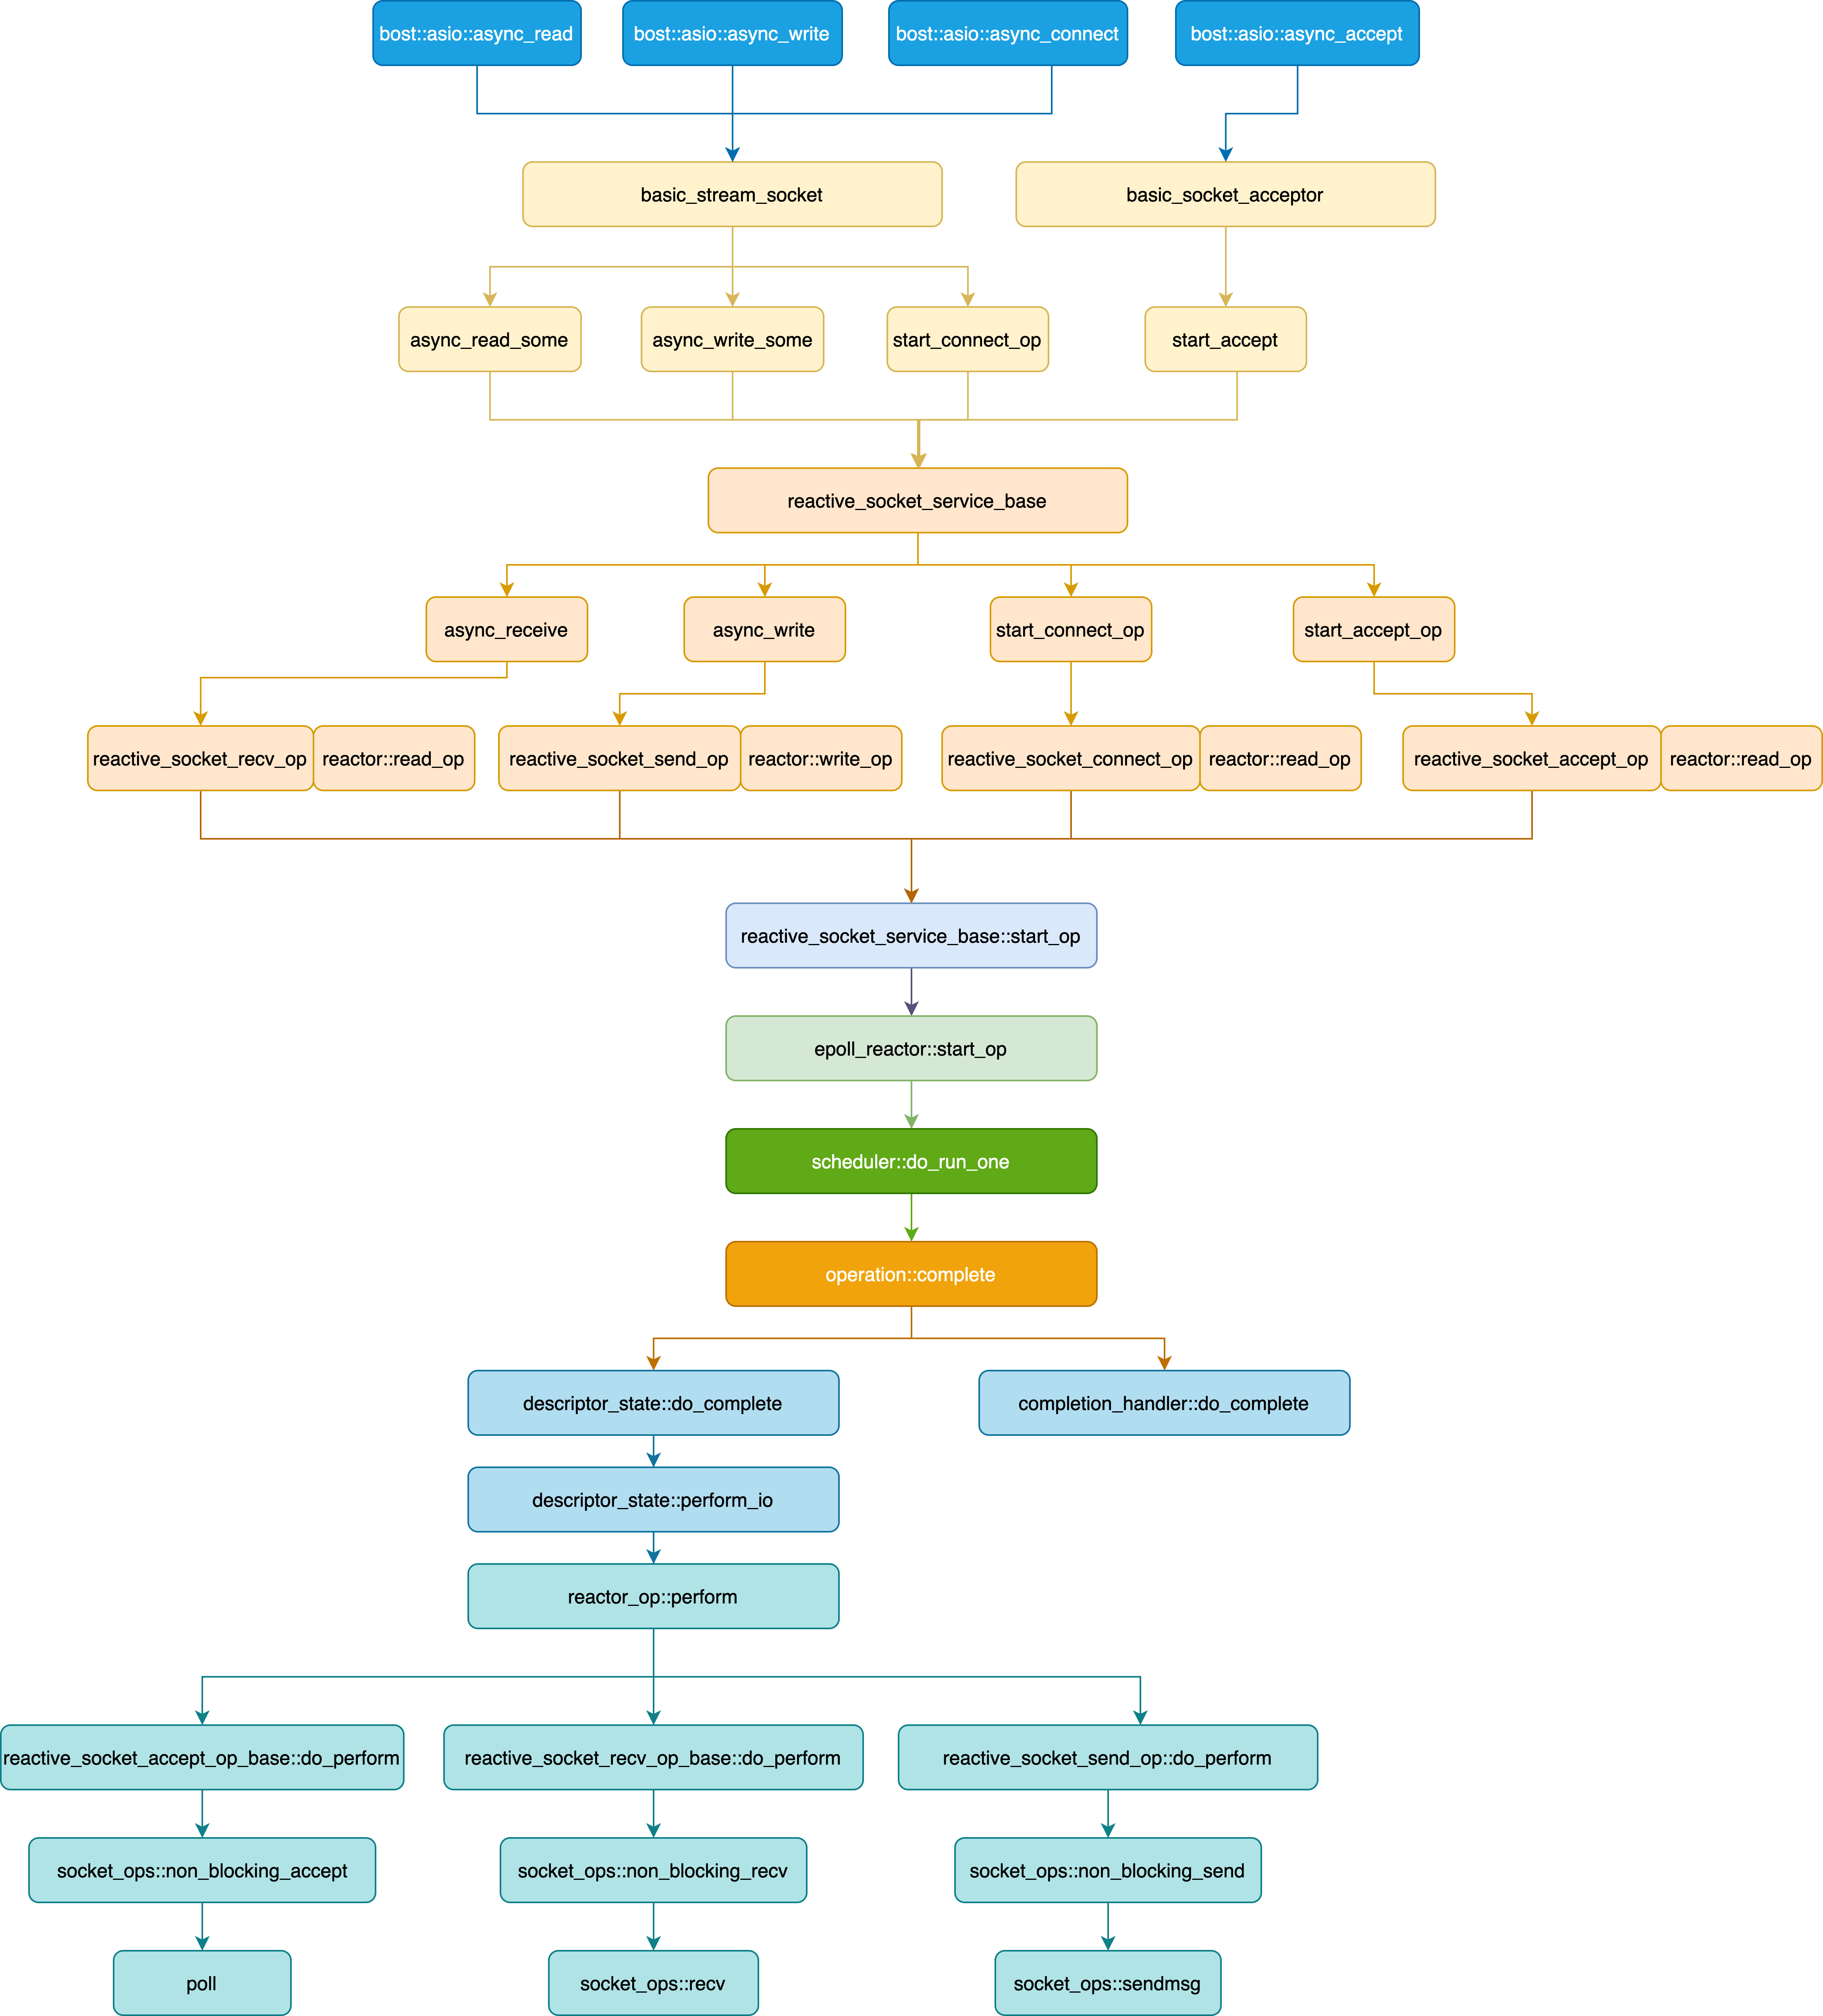 bost::asio::async_read
bost::asio::async_write
bost::asio::async_connect
bost::asio::async_accept
basic_stream_socket
basic_socket_acceptor
async_read_some
async_write_some
start_connect_op
start_accept
reactive_socket_service_base
async_receive
async_write
start_connect_op
start_accept_op
reactive_socket_recv_op
reactor::read_op
reactive_socket_send_op
reactor::write_op
reactive_socket_connect_op
reactor::read_op
reactive_socket_accept_op
reactor::read_op
reactive_socket_service_base::start_op
epoll_reactor::start_op
scheduler::do_run_one
operation::complete
descriptor_state::do_complete
completion_handler::do_complete
descriptor_state::perform_io
reactor_op::perform
reactive_socket_accept_op_base::do_perform
reactive_socket_recv_op_base::do_perform
reactive_socket_send_op::do_perform
socket_ops::non_blocking_accept
socket_ops::non_blocking_recv
socket_ops::non_blocking_send
poll
socket_ops::recv
socket_ops::sendmsg